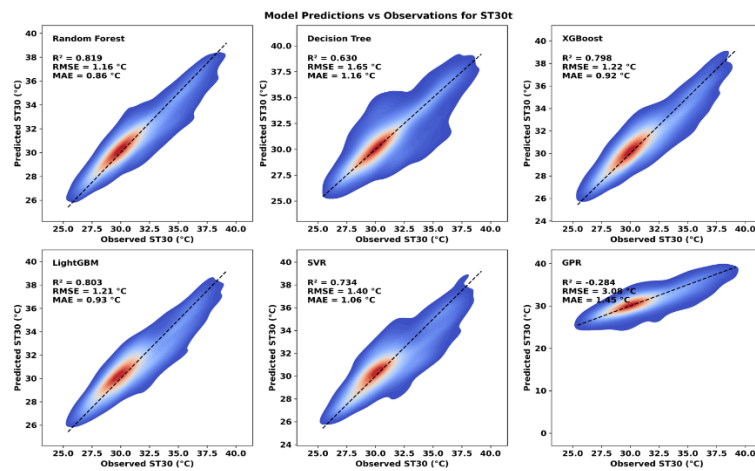 Model Predictions vs Observations for ST30t
Random Forest
R² = 0.819
RMSE = 1.16 °C
MAE = 0.86 °C
Predicted ST30 (°C)
38
36
34
32
30
28
26
25.0 27.5 30.0 32.5 35.0 37.5 40.0
Observed ST30 (°C)
Decision Tree
R² = 0.630
RMSE = 1.65 °C
MAE = 1.16 °C
Predicted ST30 (°C)
40.0
37.5
35.0
32.5
30.0
27.5
25.0
25.0 27.5 30.0 32.5 35.0 37.5 40.0
Observed ST30 (°C)
XGBoost
R² = 0.798
RMSE = 1.22 °C
MAE = 0.92 °C
Predicted ST30 (°C)
40
38
36
34
32
30
28
26
24
25.0 27.5 30.0 32.5 35.0 37.5 40.0
Observed ST30 (°C)
LightGBM
R² = 0.803
RMSE = 1.21 °C
MAE = 0.93 °C
Predicted ST30 (°C)
40
38
36
34
32
30
28
26
25.0 27.5 30.0 32.5 35.0 37.5 40.0
Observed ST30 (°C)
SVR
R² = 0.734
RMSE = 1.40 °C
MAE = 1.06 °C
Predicted ST30 (°C)
40
38
36
34
32
30
28
26
24
25.0 27.5 30.0 32.5 35.0 37.5 40.0
Observed ST30 (°C)
GPR
R² = -0.284
RMSE = 3.08 °C
MAE = 1.45 °C
Predicted ST30 (°C)
40
30
20
10
0
25.0 27.5 30.0 32.5 35.0 37.5 40.0
Observed ST30 (°C)